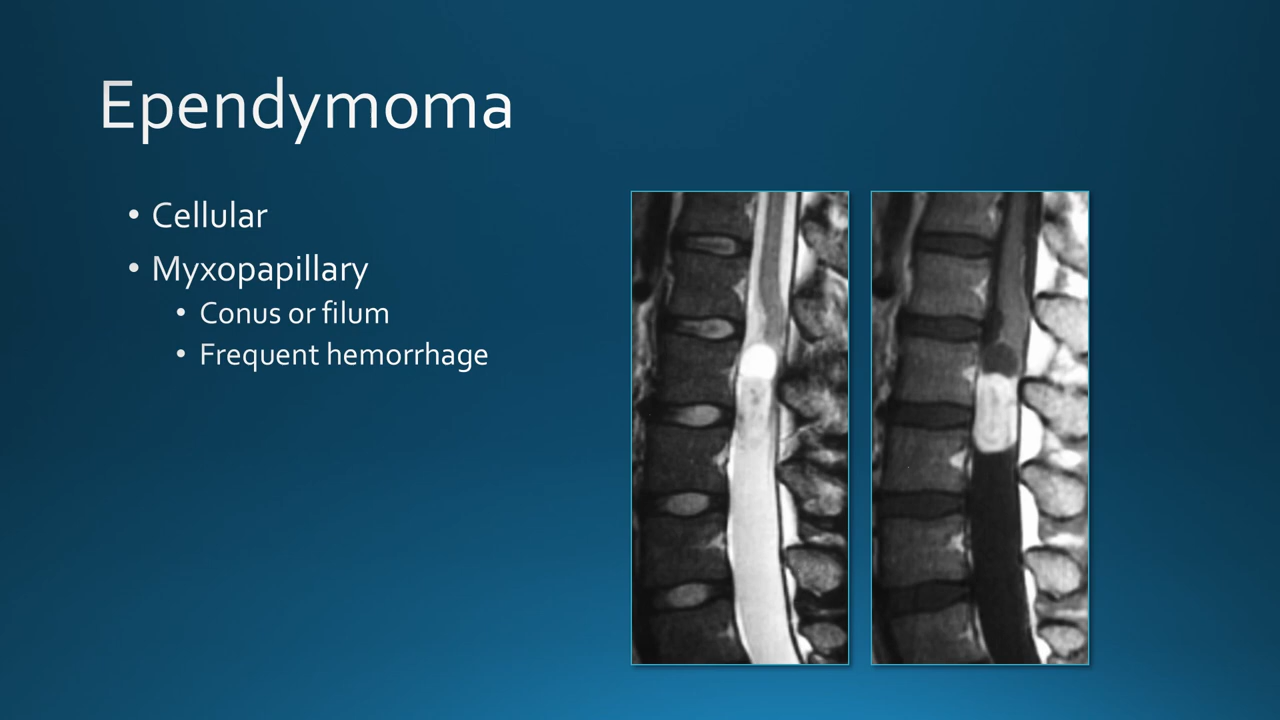 Ependymoma
• Cellular
• Myxopapillary
• Conus or filum
• Frequent hemorrhage